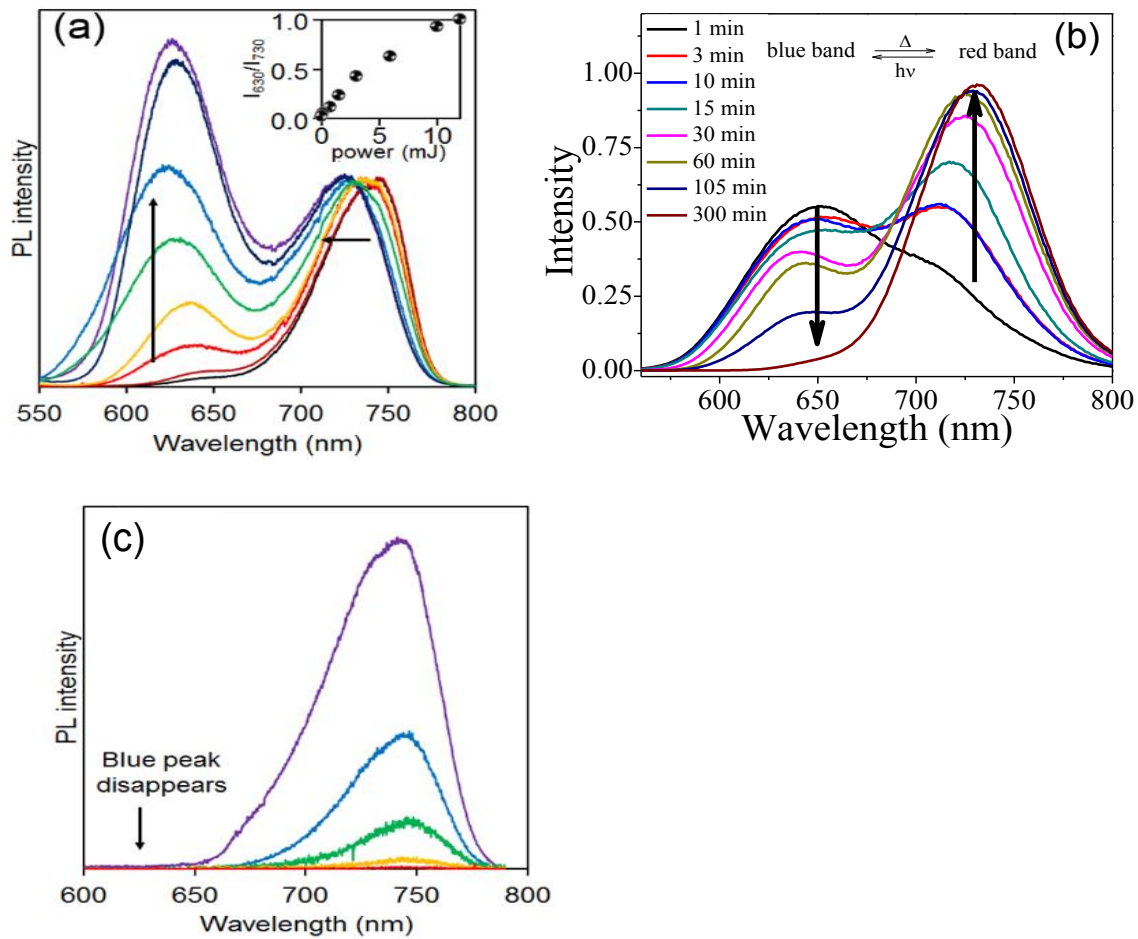 (a)
I630/I730
1.0
0.5
0.0
0 5 10
power (mJ)
PL intensity
550 600 650 700 750 800
Wavelength (nm)
(b)
1 min
3 min
10 min
15 min
30 min
60 min
105 min
300 min
blue band Δ red band
hν
1.00
0.75
0.50
0.25
0.00
Intensity
600 650 700 750 800
Wavelength (nm)
(c)
PL intensity
Blue peak
disappears
600 650 700 750 800
Wavelength (nm)